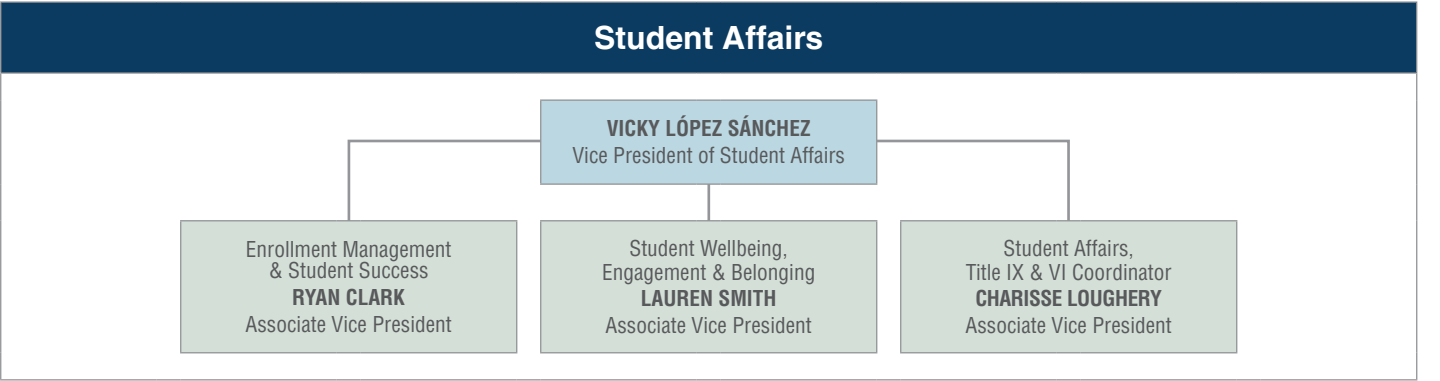 Student Affairs
VICKY LÓPEZ SÁNCHEZ
Vice President of Student Affairs
Enrollment Management
& Student Success
RYAN CLARK
Associate Vice President
Student Wellbeing,
Engagement & Belonging
LAUREN SMITH
Associate Vice President
Student Affairs,
Title IX & VI Coordinator
CHARISSE LOUGHERY
Associate Vice President